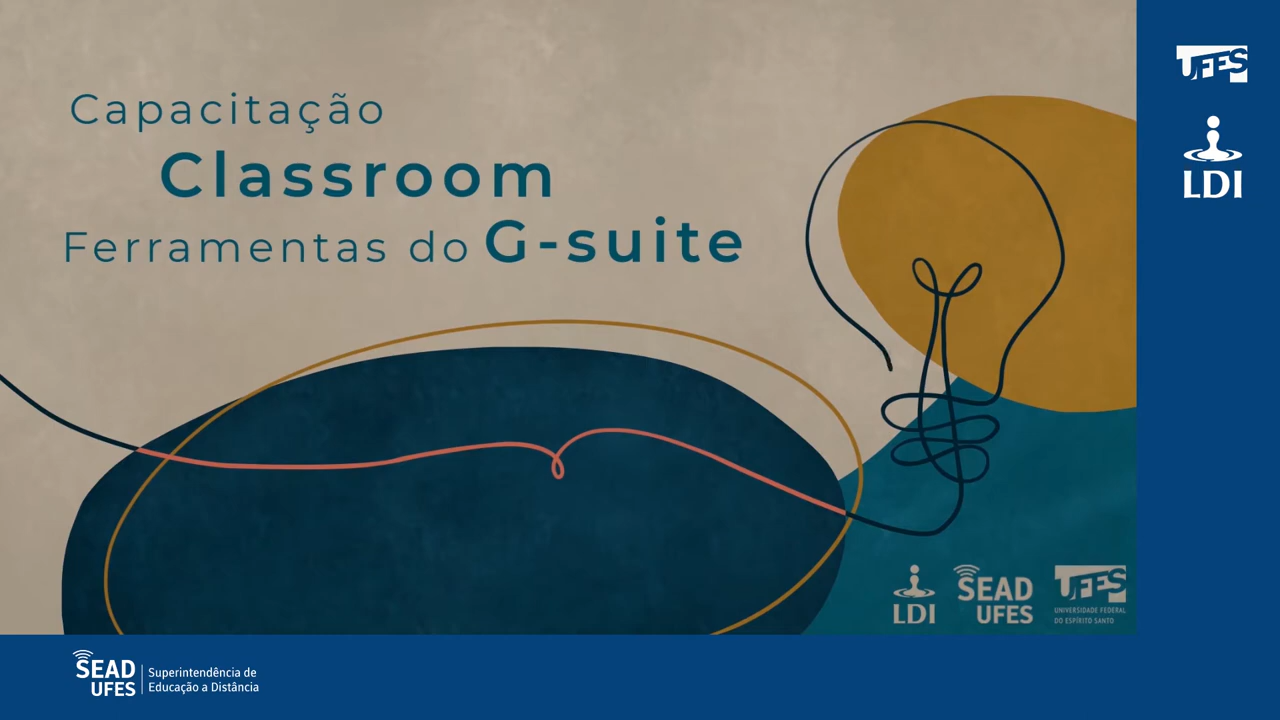 Capacitação
Classroom
Ferramentas do G-suite
UFES
LDI
LDI
SEAD
UFES
UFES
UNIVERSIDADE FEDERAL
DO ESPÍRITO SANTO
SEAD
UFES
Superintendência de
Educação a Distância